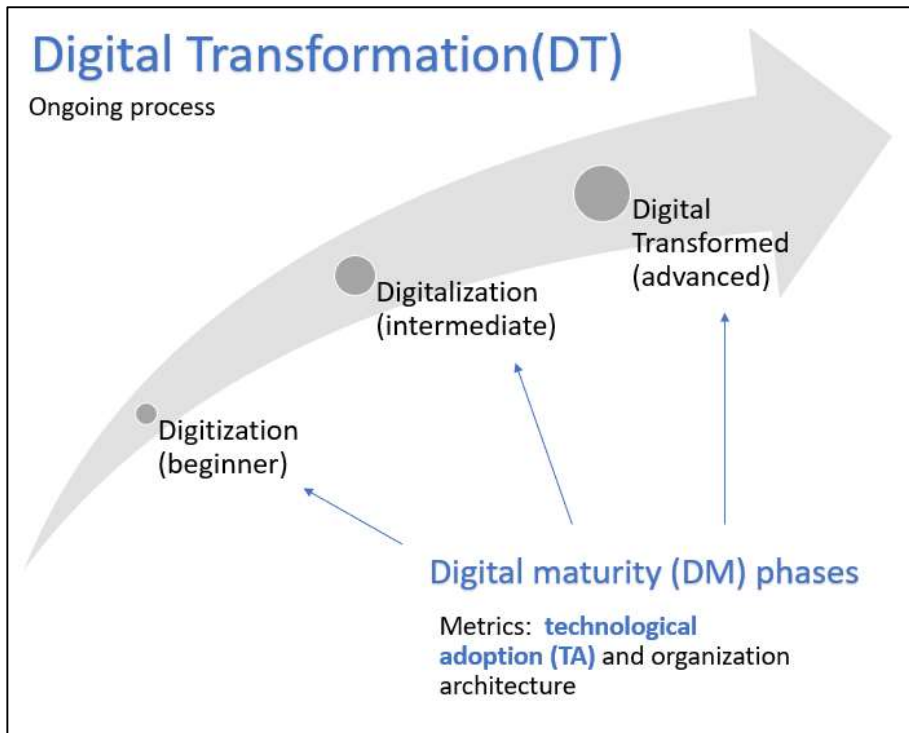 Digital Transformation(DT)
Ongoing process
Digital
Transformed
(advanced)
Digitalization
(intermediate)
Digitization
(beginner)
Digital maturity (DM) phases
Metrics: technological
adoption (TA) and organization
architecture